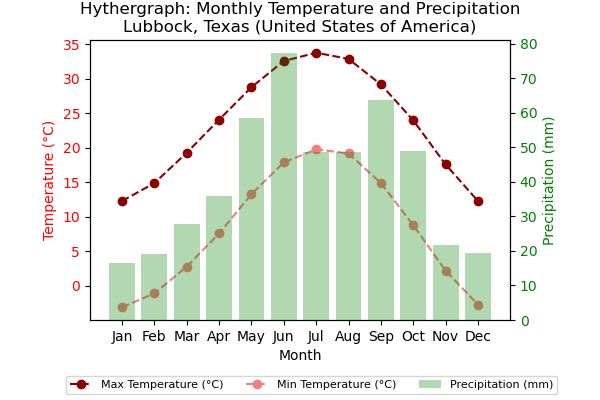 Hythergraph: Monthly Temperature and Precipitation
Lubbock, Texas (United States of America)
Temperature (°C)
35
30
25
20
15
10
5
0
80
70
60
50
40
30
20
10
0
Precipitation (mm)
Jan Feb Mar Apr May Jun Jul Aug Sep Oct Nov Dec
Month
Max Temperature (°C) Min Temperature (°C) Precipitation (mm)